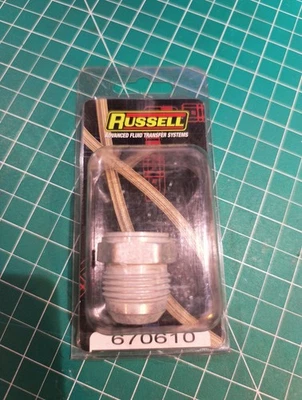 RUSSELL
ADVANCED FLUID TRANSFER SYSTEMS
670610